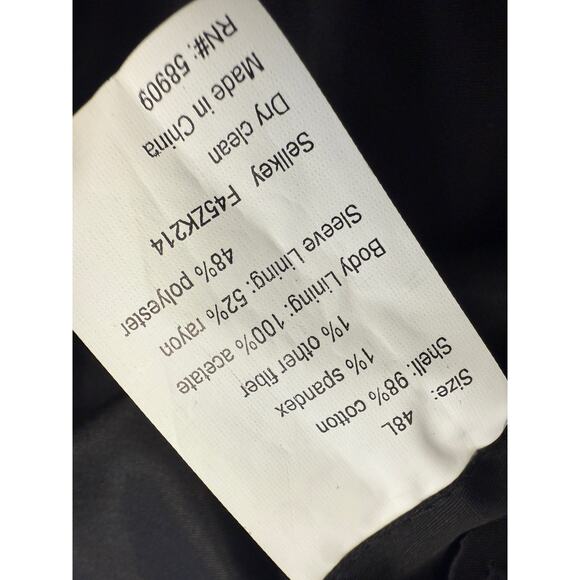 Size: 48L
Shell: 98% cotton
1% spandex
1% other fiber
Body Lining: 100% acetate
Sleeve Lining: 52% rayon
48% polyester
Sellkey F45ZK214
Dry clean
Made in China
RN#: 58909